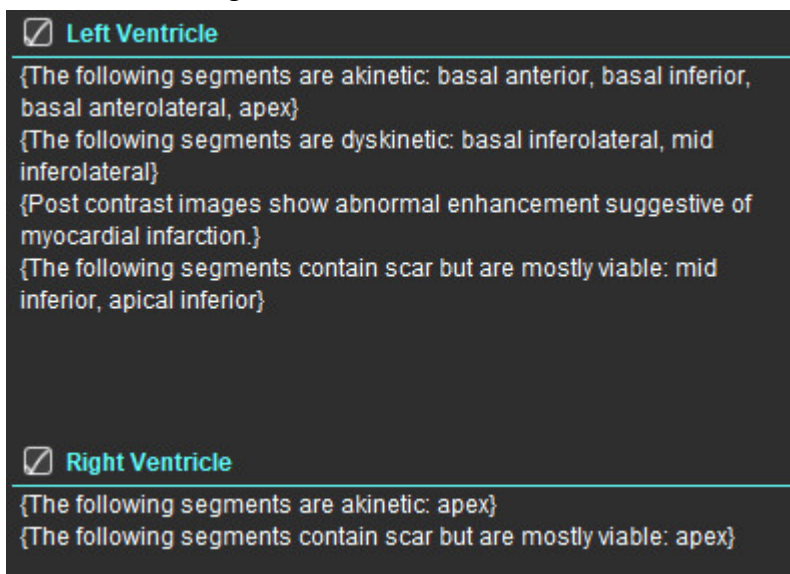 Left Ventricle
{The following segments are akinetic: basal anterior, basal inferior,
basal anterolateral, apex}
{The following segments are dyskinetic: basal inferolateral, mid
inferolateral}
{Post contrast images show abnormal enhancement suggestive of
myocardial infarction.}
{The following segments contain scar but are mostly viable: mid
inferior, apical inferior}
Right Ventricle
{The following segments are akinetic: apex}
{The following segments contain scar but are mostly viable: apex}